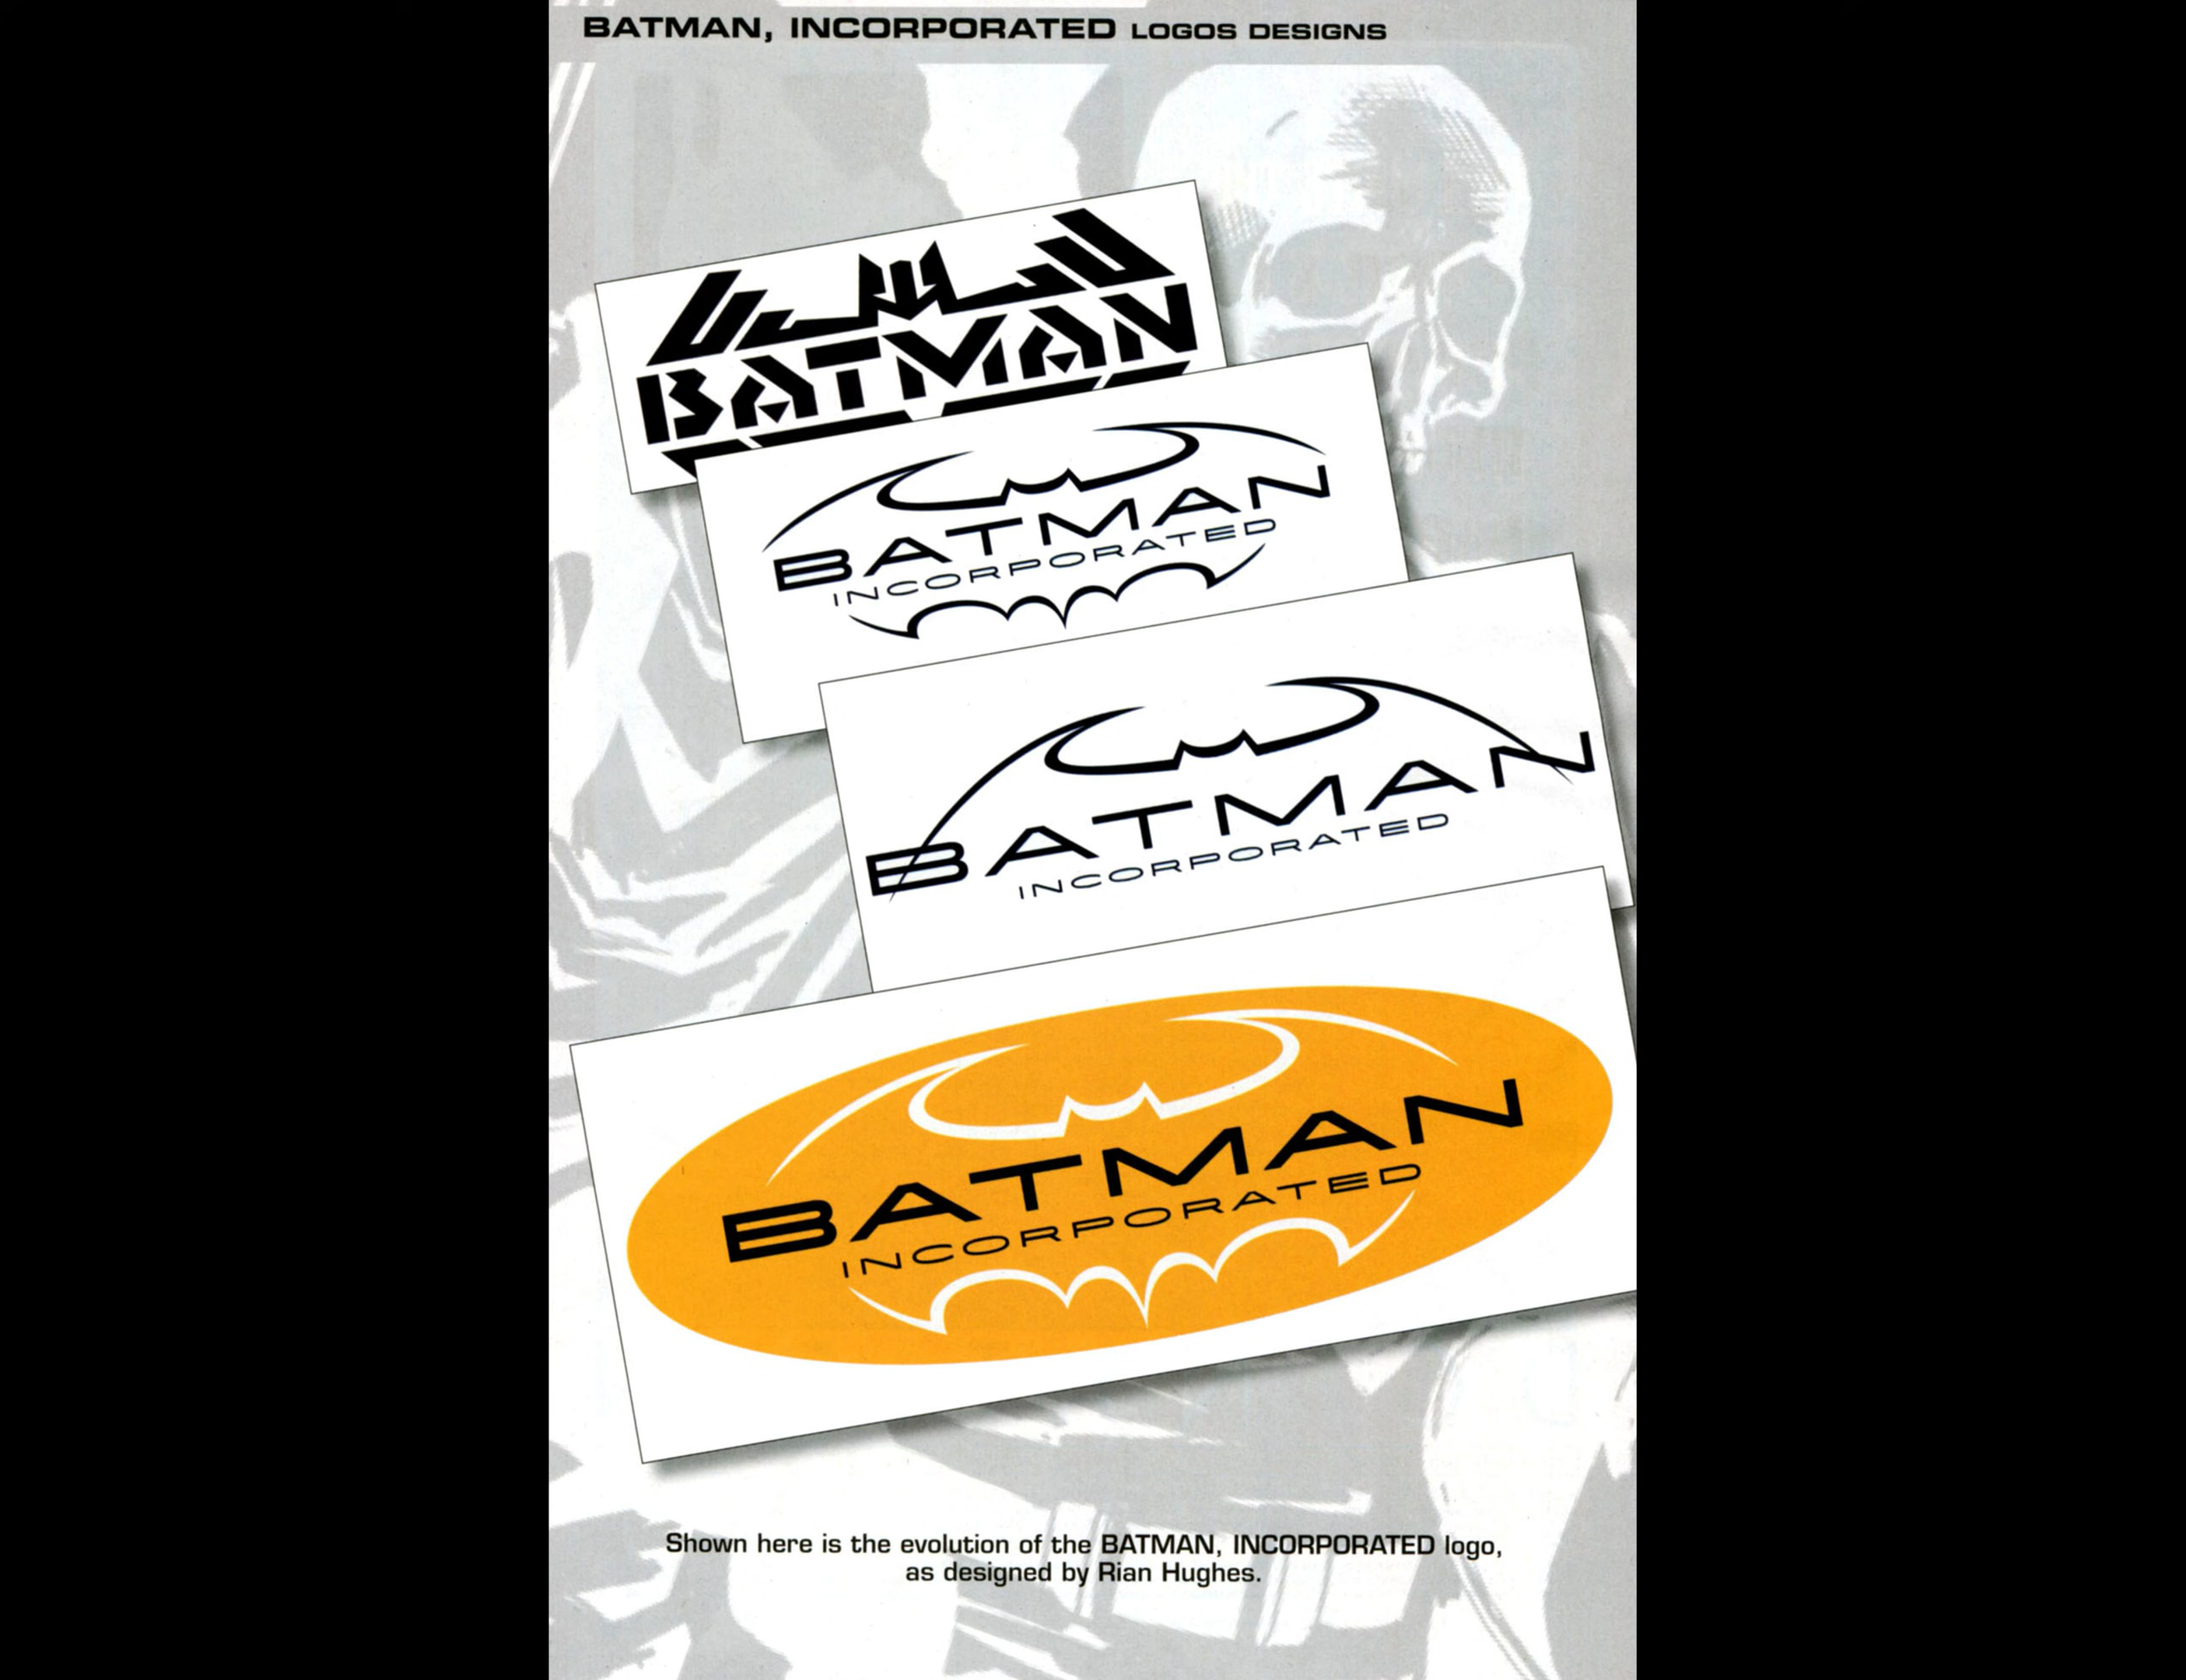 BATMAN, INCORPORATED LOGOS DESIGNS
BATMAN
BATMAN
INCORPORATED
BATMAN
INCORPORATED
BATMAN
INCORPORATED
Shown here is the evolution of the BATMAN, INCORPORATED logo,
as designed by Rian Hughes.